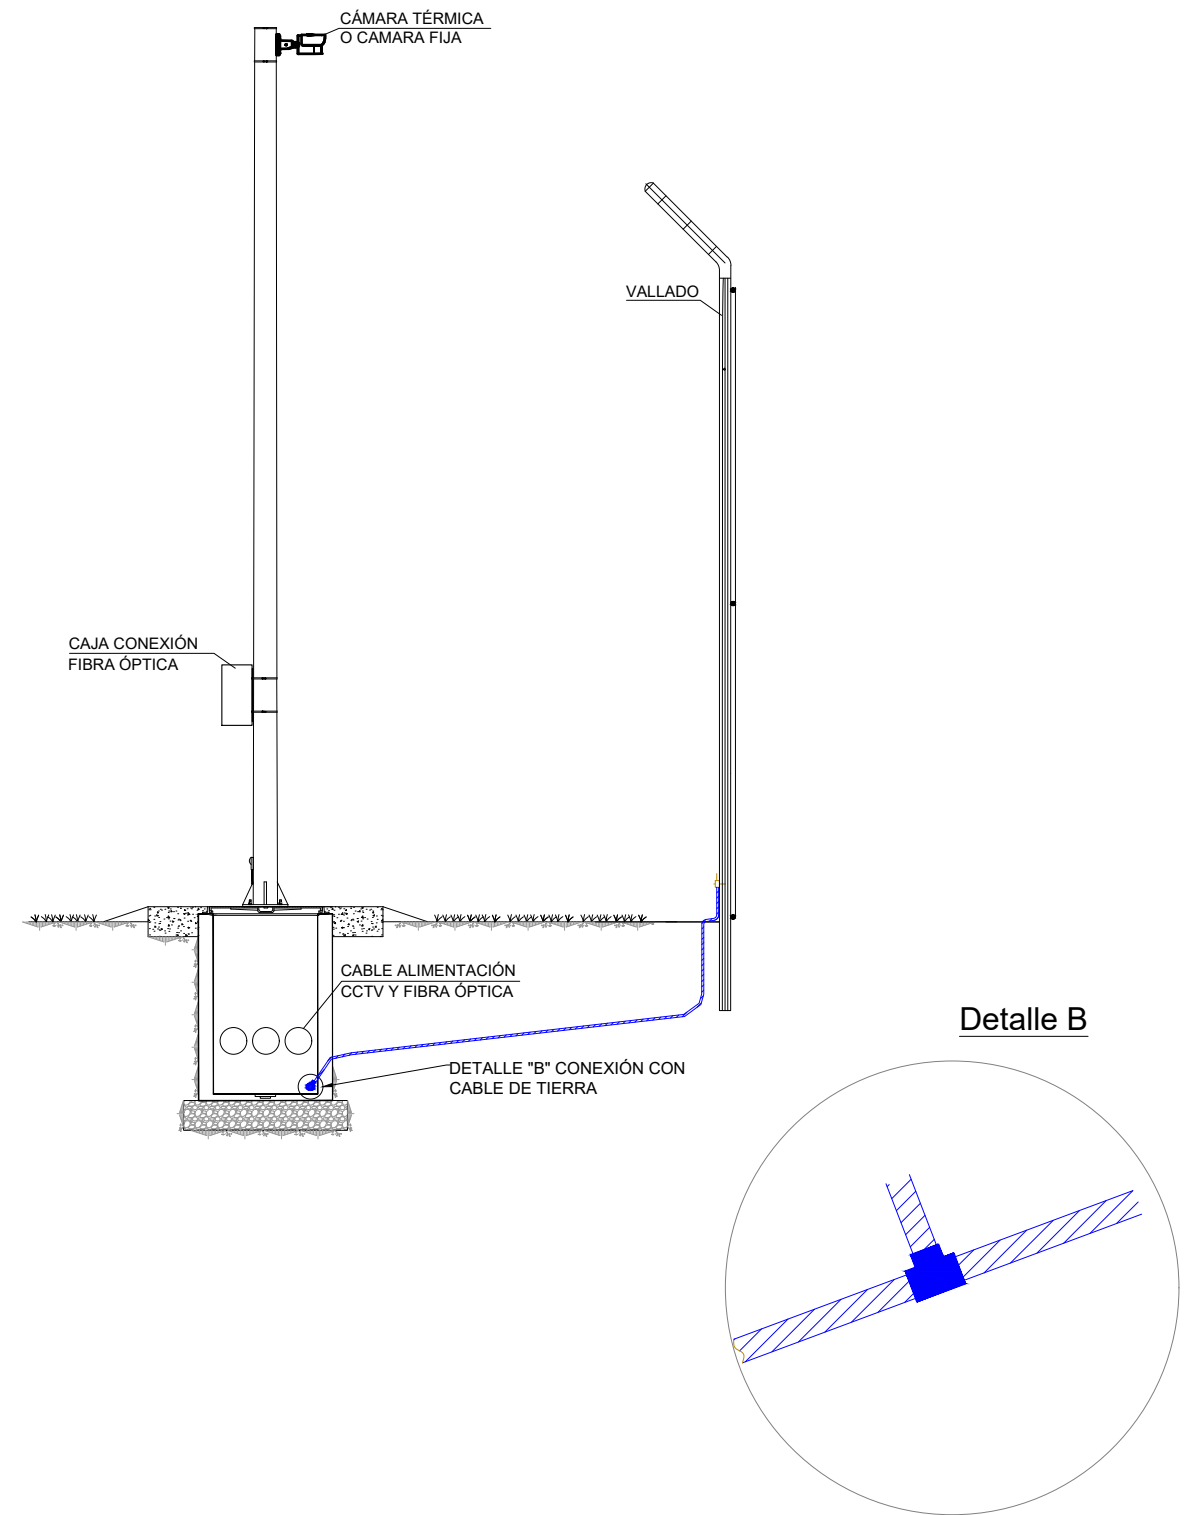 CÁMARA TÉRMICA
O CAMARA FIJA
VALLADO
CAJA CONEXIÓN
FIBRA ÓPTICA
CABLE ALIMENTACIÓN
CCTV Y FIBRA ÓPTICA
DETALLE "B" CONEXIÓN CON
CABLE DE TIERRA
Detalle B